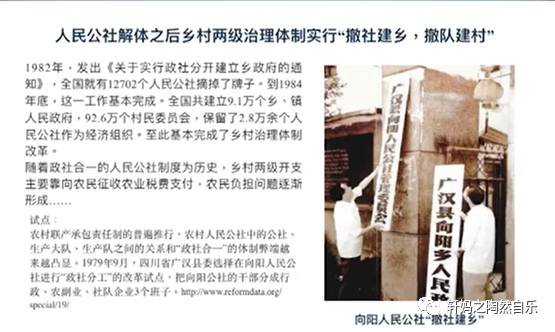 人民公社解体之后乡村两级治理体制实行“撤社建乡，撤队建村”
1982年，发出《关于实行政社分开建立乡政府的通
知》，全国就有12702个人民公社摘掉了牌子。到1984
年底，这一工作基本完成。全国共建立9.1万个乡、镇
人民政府，92.6万个村民委员会，保留了2.8万余个人
民公社作为经济组织。至此基本完成了乡村治理体制
改革。
随着政社合一的人民公社制度为历史，乡村两级开支
主要靠向农民征收农业税费支付，农民负担问题逐渐
形成……
试点：
农村联产承包责任制的普遍推行，农村人民公社中的公社、
生产大队、生产队之间的关系和“政社合一”的体制弊端越
来越凸显。1979年9月，四川省广汉县委选择在向阳人民公
社进行“政社分工”的改革试点，把向阳公社的干部分成行
政、农副业、社队企业3个班子。http://www.reformdata.org/
special/19/
广汉县向阳人民公社管理委员会
广汉县向阳乡人民政
向阳人民公社“撤社建乡”
轩妈之陶然自乐